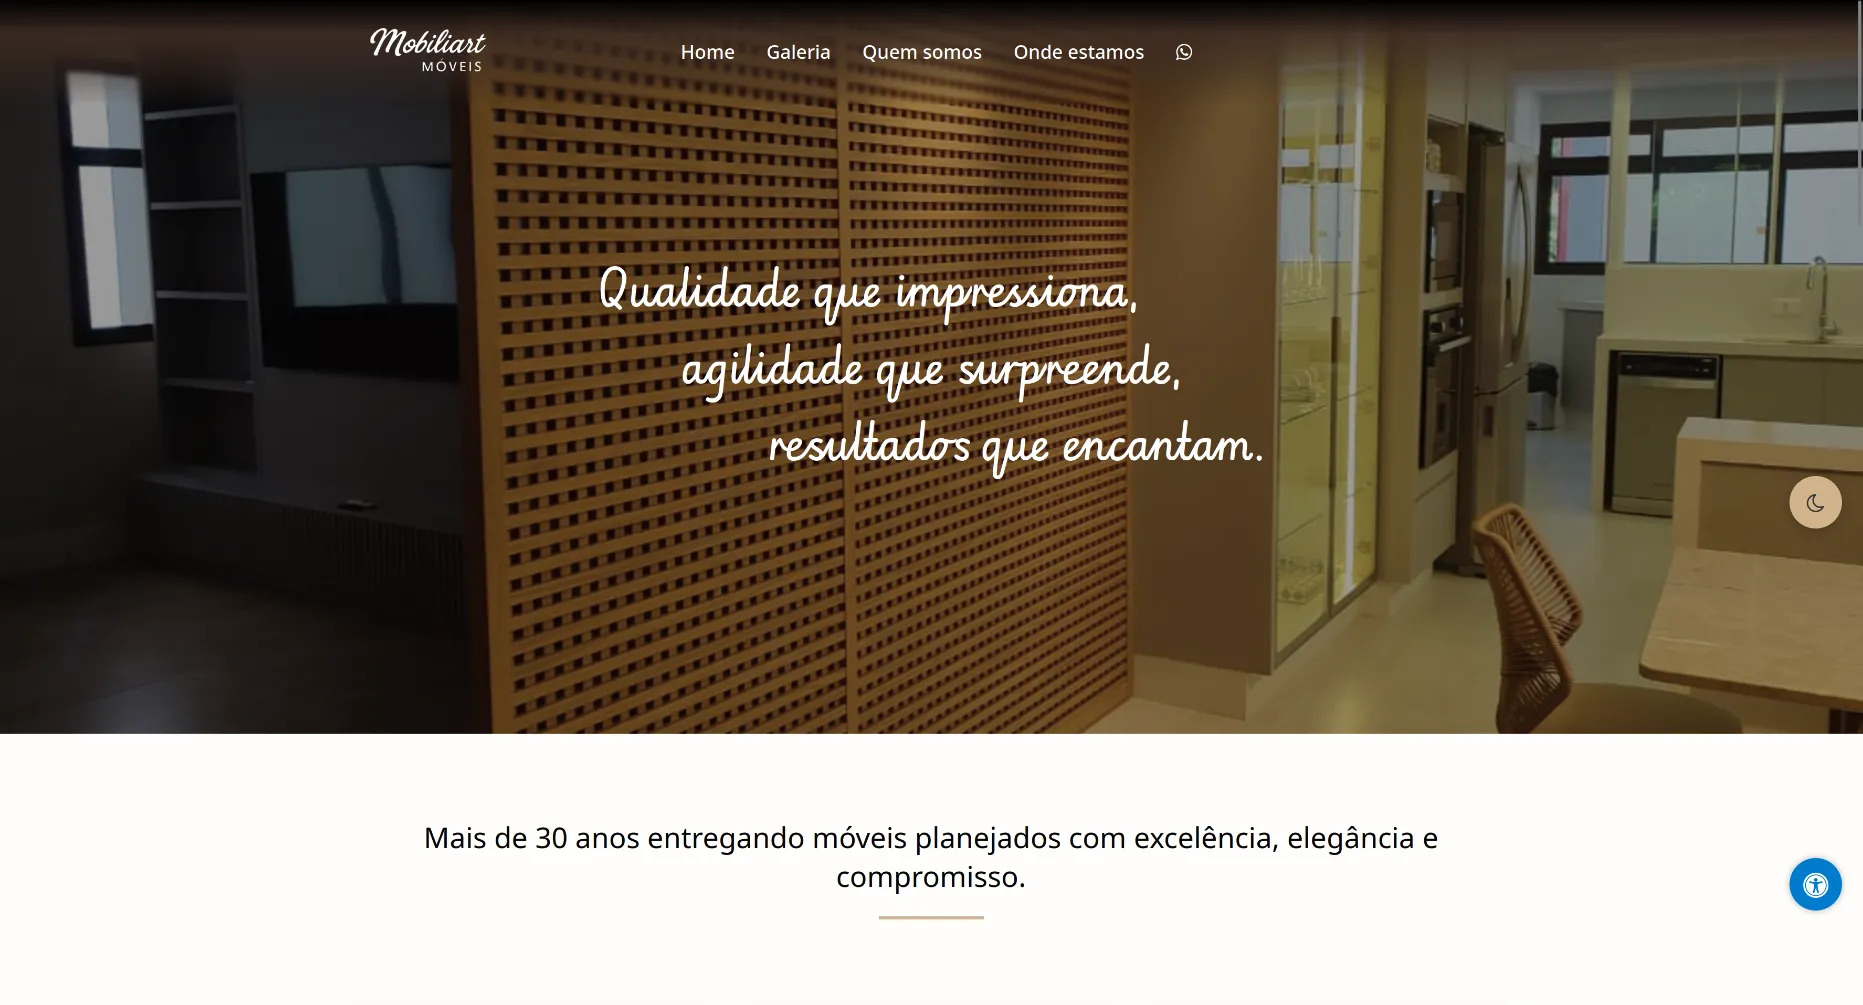 Mobiliart
MÓVEIS
Home Galeria Quem somos Onde estamos
Qualidade que impressiona,
agilidade que surpreende,
resultados que encantam.
Mais de 30 anos entregando móveis planejados com excelência, elegância e
compromisso.